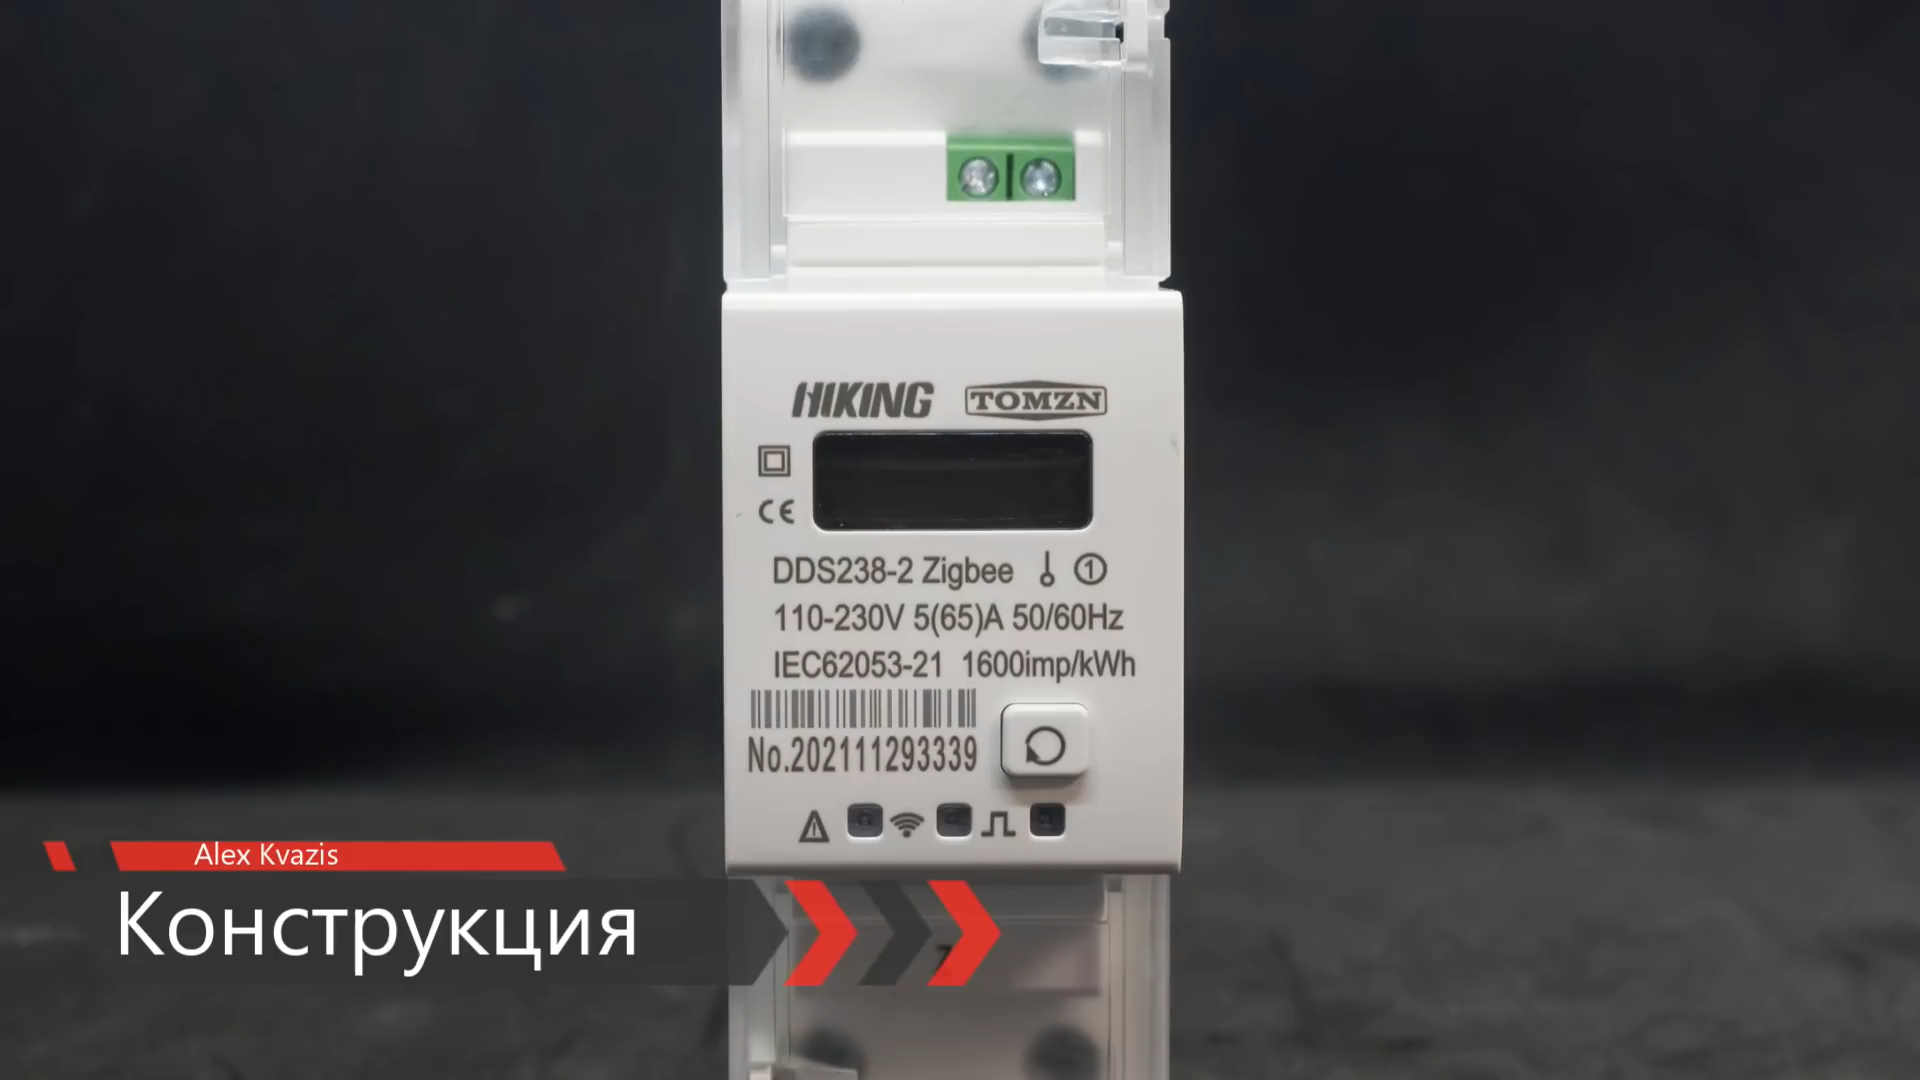 HIKING TOMZN
CE
DDS238-2 Zigbee 1
110-230V 5(65)A 50/60Hz
IEC62053-21 1600imp/kWh
No.202111293339
Alex Kvazis
Конструкция